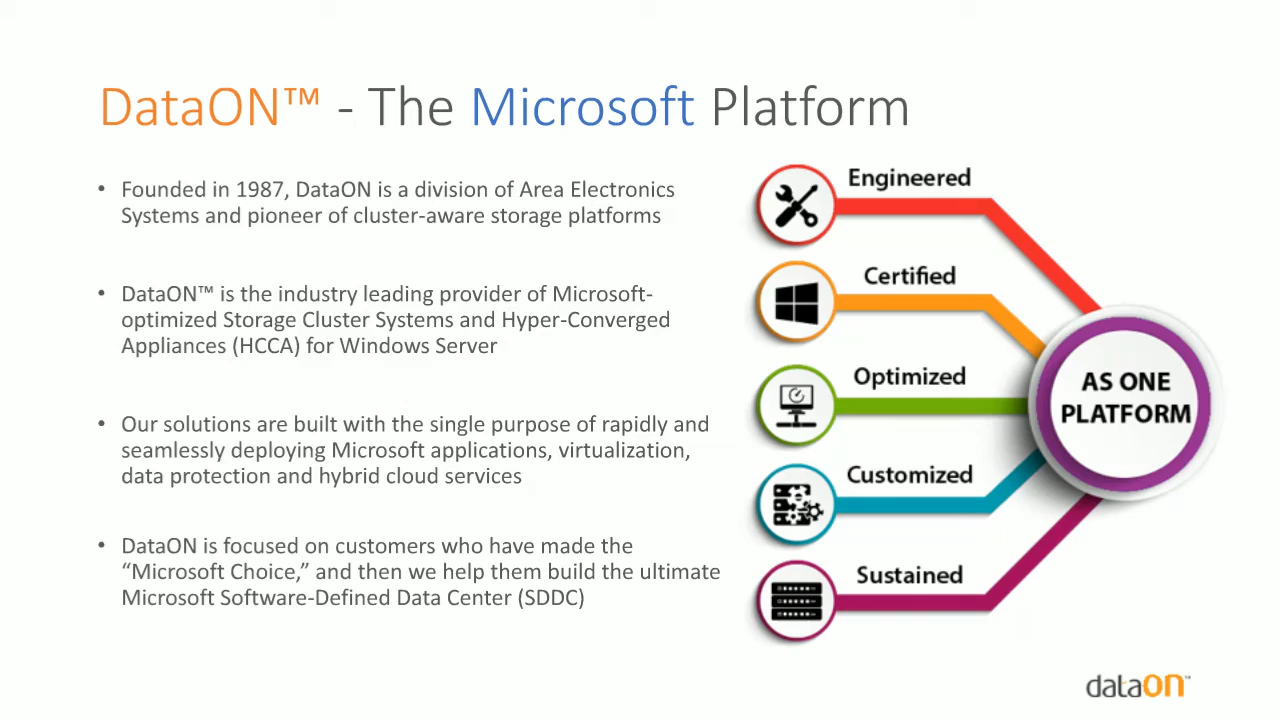 DataON™ - The Microsoft Platform
• Founded in 1987, DataON is a division of Area Electronics
Systems and pioneer of cluster-aware storage platforms
• DataON™ is the industry leading provider of Microsoft-
optimized Storage Cluster Systems and Hyper-Converged
Appliances (HCCA) for Windows Server
• Our solutions are built with the single purpose of rapidly and
seamlessly deploying Microsoft applications, virtualization,
data protection and hybrid cloud services
• DataON is focused on customers who have made the
“Microsoft Choice,” and then we help them build the ultimate
Microsoft Software-Defined Data Center (SDDC)
Engineered
Certified
Optimized
Customized
Sustained
AS ONE
PLATFORM
dataON™